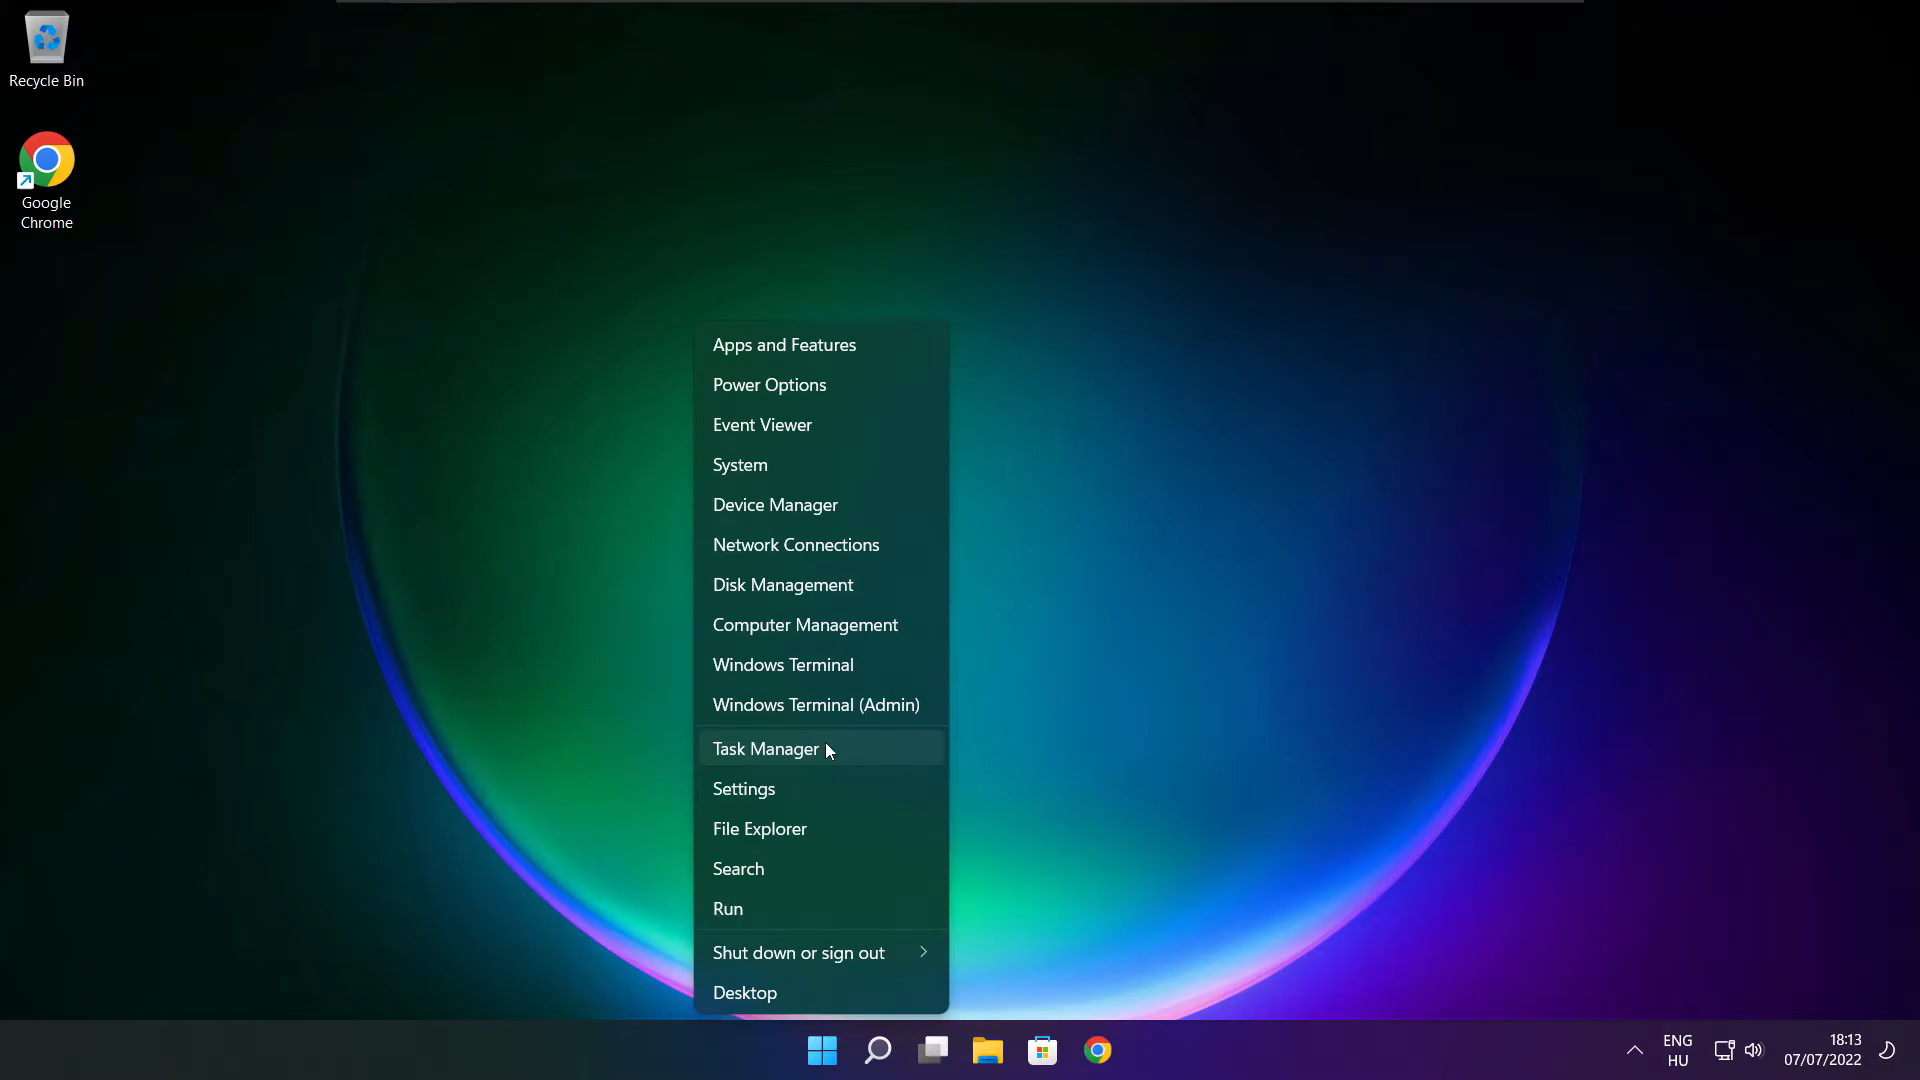 Recycle Bin
Google
Chrome
Apps and Features
Power Options
Event Viewer
System
Device Manager
Network Connections
Disk Management
Computer Management
Windows Terminal
Windows Terminal (Admin)
Task Manager
Settings
File Explorer
Search
Run
Shut down or sign out
Desktop
ENG
HU
18:13
07/07/2022